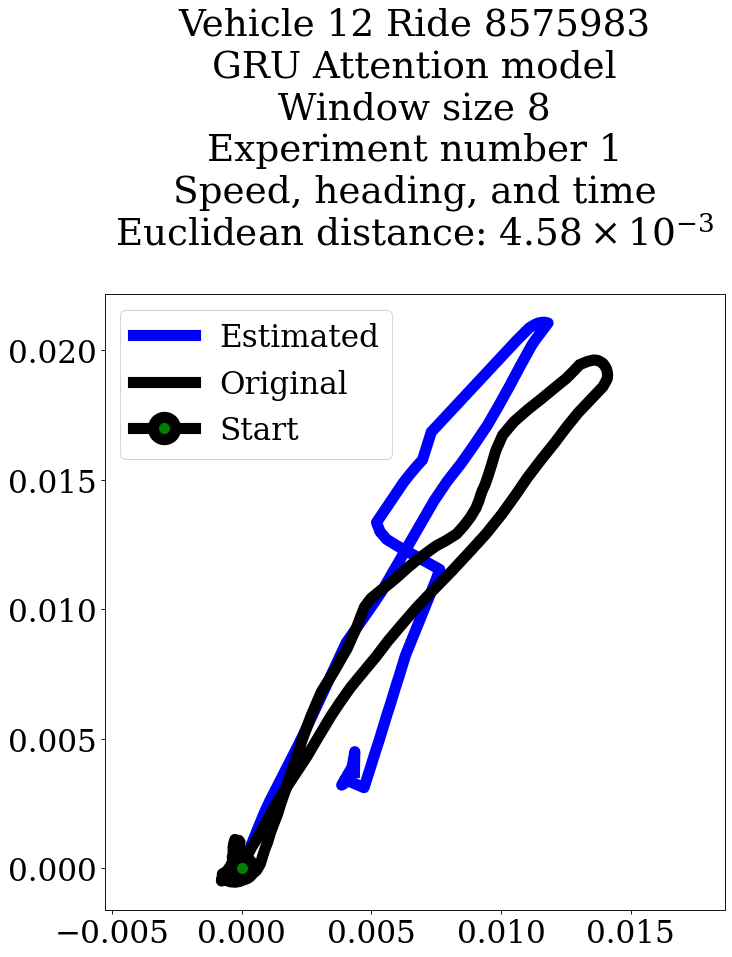 Vehicle 12 Ride 8575983
GRU Attention model
Window size 8
Experiment number 1
Speed, heading, and time
Euclidean distance: 4.58 × 10⁻³
Estimated
Original
Start
0.020
0.015
0.010
0.005
0.000
−0.005 0.000 0.005 0.010 0.015